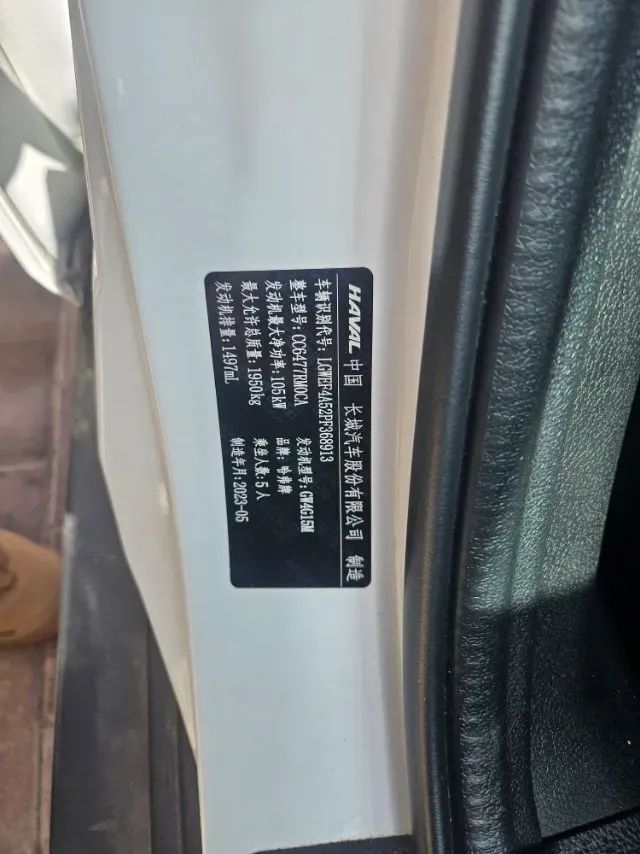 HAVAL 中国 长城汽车股份有限公司 制造
车辆识别代号: LGWEF4A52PF368913
整车型号: CC6477RM0CA 发动机型号: GW4G15M
发动机最大净功率: 105kW 品牌: 哈弗牌
最大允许总质量: 1950kg 乘坐人数: 5人
发动机排量: 1497mL 制造年月: 2023-05